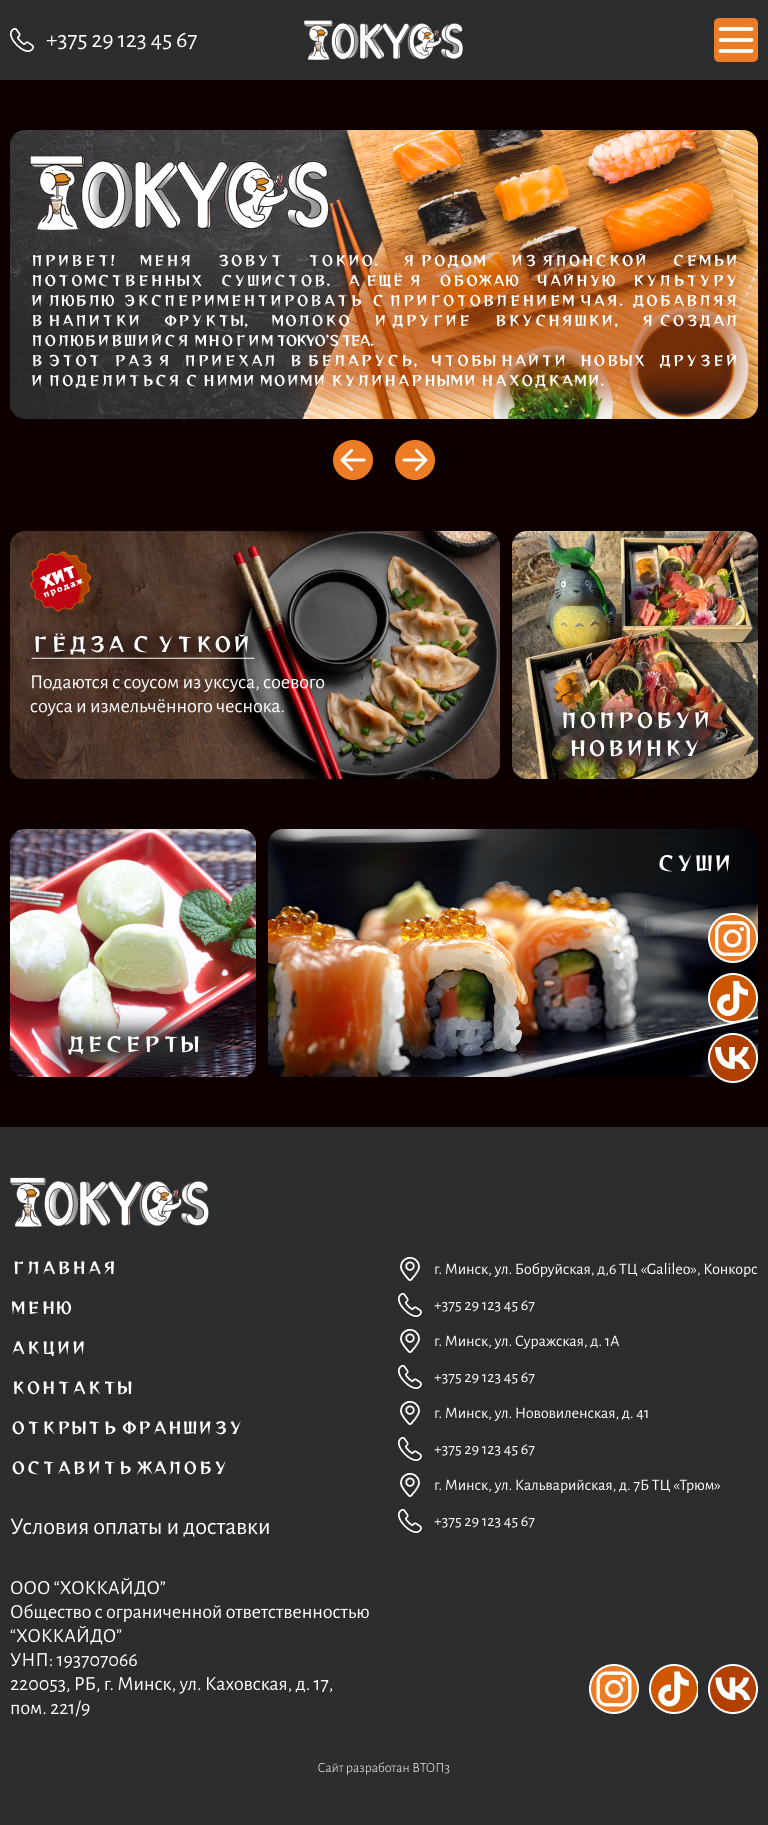 +375 29 123 45 67
TOKYO'S
TOKYO'S
ПРИВЕТ! МЕНЯ ЗОВУТ ТОКИО. Я РОДОМ ИЗ ЯПОНСКОЙ СЕМЬИ
ПОТОМСТВЕННЫХ СУШИСТОВ. А ЕЩЁ Я ОБОЖАЮ ЧАЙНУЮ КУЛЬТУРУ
И ЛЮБЛЮ ЭКСПЕРИМЕНТИРОВАТЬ С ПРИГОТОВЛЕНИЕМ ЧАЯ. ДОБАВЛЯЯ
В НАПИТКИ ФРУКТЫ, МОЛОКО И ДРУГИЕ ВКУСНЯШКИ, Я СОЗДАЛ
ПОЛЮБИВШИЙСЯ МНОГИМ TOKYO'S TEA.
В ЭТОТ РАЗ Я ПРИЕХАЛ В БЕЛАРУСЬ, ЧТОБЫ НАЙТИ НОВЫХ ДРУЗЕЙ
И ПОДЕЛИТЬСЯ С НИМИ МОИМИ КУЛИНАРНЫМИ НАХОДКАМИ.
ХИТ
продаж
ГЁДЗА С УТКОЙ
Подаются с соусом из уксуса, соевого
соуса и измельчённого чеснока.
ПОПРОБУЙ
НОВИНКУ
ДЕСЕРТЫ
СУШИ
TOKYO'S
ГЛАВНАЯ
МЕНЮ
АКЦИИ
КОНТАКТЫ
ОТКРЫТЬ ФРАНШИЗУ
ОСТАВИТЬ ЖАЛОБУ
Условия оплаты и доставки
г. Минск, ул. Бобруйская, д,6 ТЦ «Galileo», Конкорс
+375 29 123 45 67
г. Минск, ул. Суражская, д. 1А
+375 29 123 45 67
г. Минск, ул. Нововиленская, д. 41
+375 29 123 45 67
г. Минск, ул. Кальварийская, д. 7Б ТЦ «Трюм»
+375 29 123 45 67
ООО “ХОККАЙДО”
Общество с ограниченной ответственностью
“ХОККАЙДО”
УНП: 193707066
220053, РБ, г. Минск, ул. Каховская, д. 17,
пом. 221/9
Сайт разработан ВТОП3